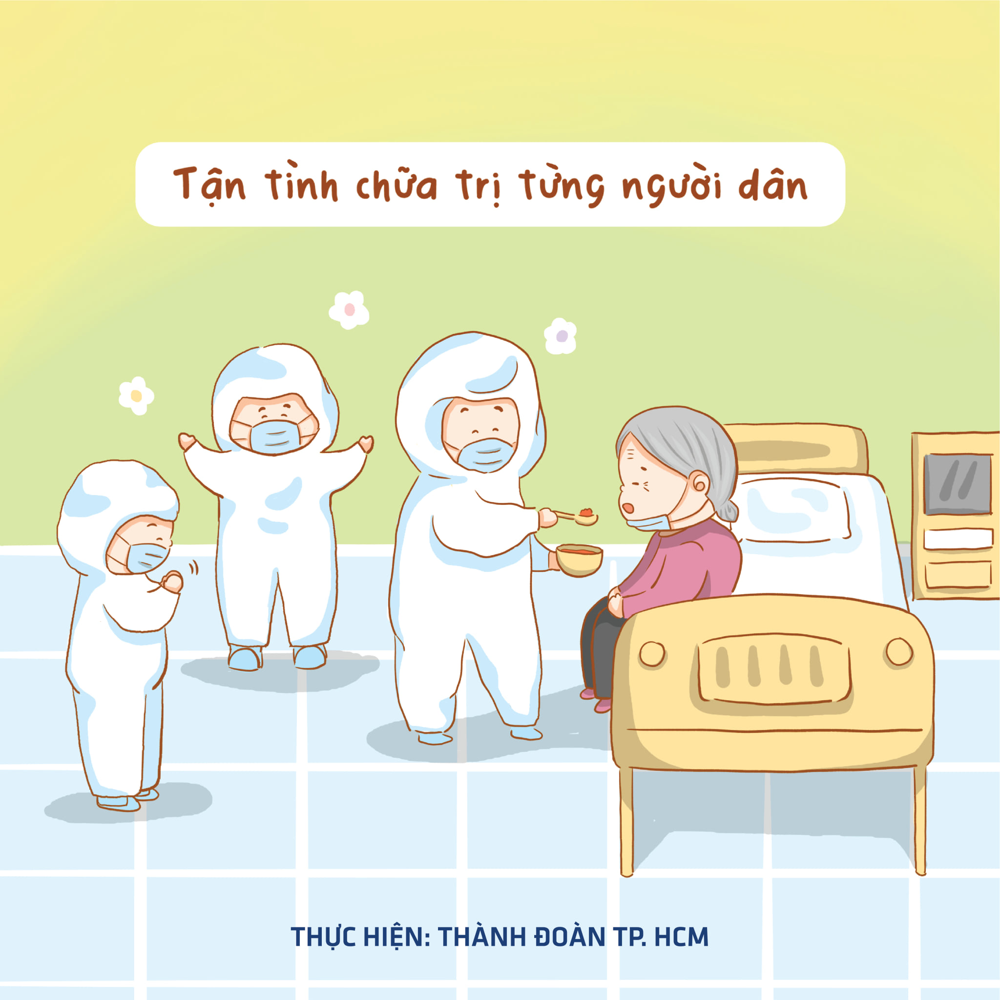 Tận tình chữa trị từng người dân
THỰC HIỆN: THÀNH ĐOÀN TP. HCM